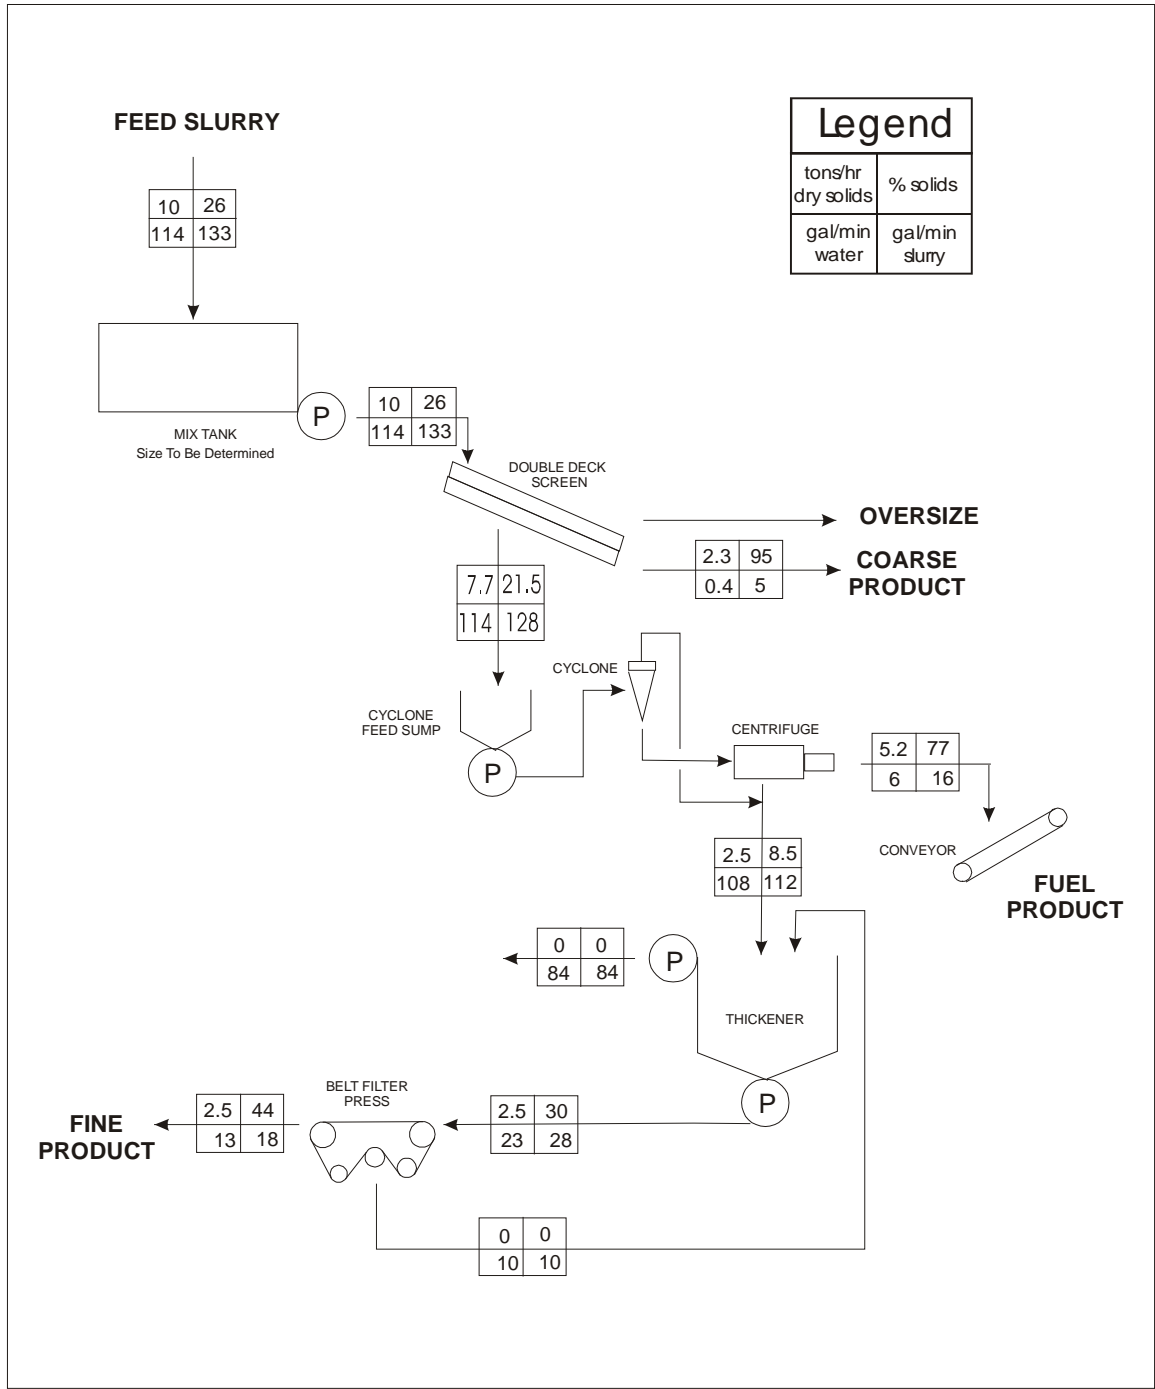 FEED SLURRY
10 26
114 133
Legend
tons/hr
dry solids
% solids
gal/min
water
gal/min
slurry
P
MIX TANK
Size To Be Determined
10 26
114 133
DOUBLE DECK
SCREEN
OVERSIZE
2.3 95
0.4 5
COARSE
PRODUCT
7.7 21.5
114 128
CYCLONE
CYCLONE
FEED SUMP
P
CENTRIFUGE
5.2 77
6 16
CONVEYOR
FUEL
PRODUCT
2.5 8.5
108 112
0 0
84 84
P
THICKENER
P
BELT FILTER
PRESS
2.5 30
23 28
2.5 44
13 18
FINE
PRODUCT
0 0
10 10